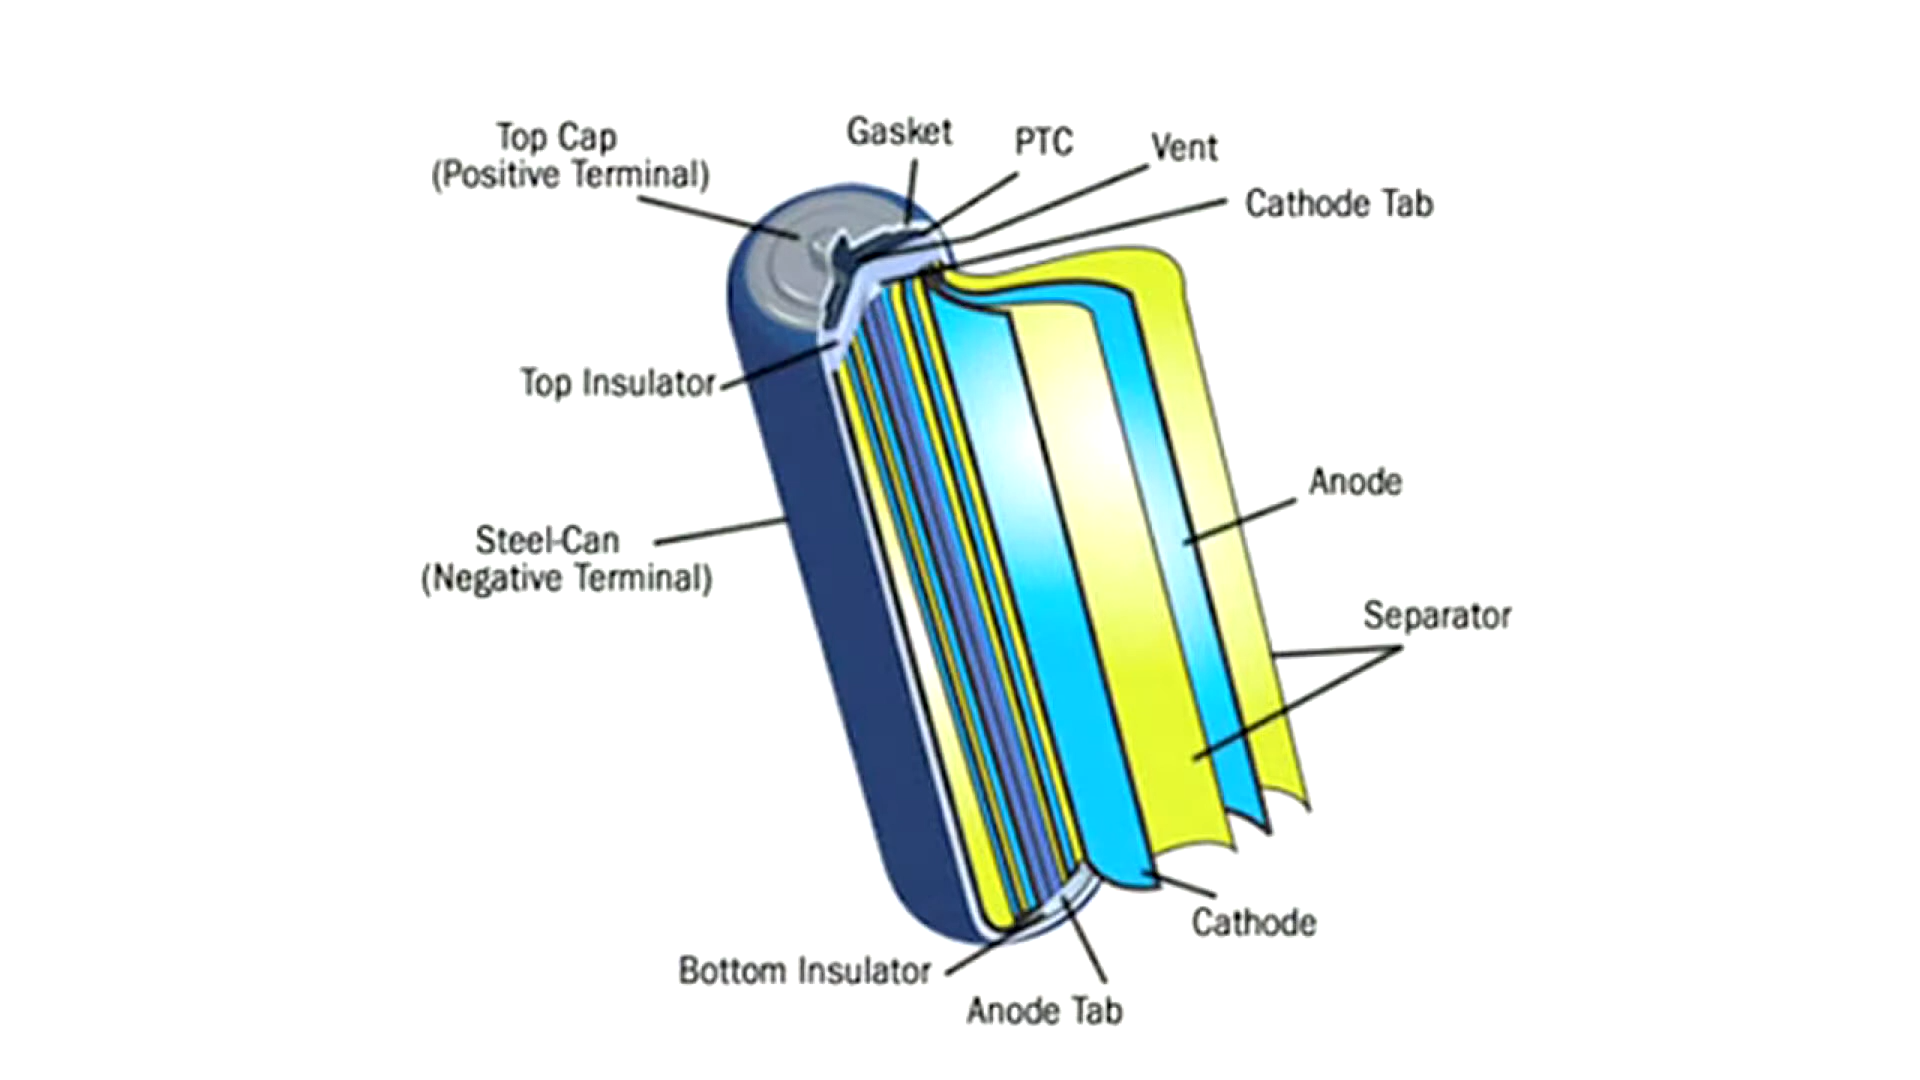 Top Cap
(Positive Terminal)
Gasket
PTC
Vent
Cathode Tab
Top Insulator
Anode
Steel-Can
(Negative Terminal)
Separator
Cathode
Bottom Insulator
Anode Tab